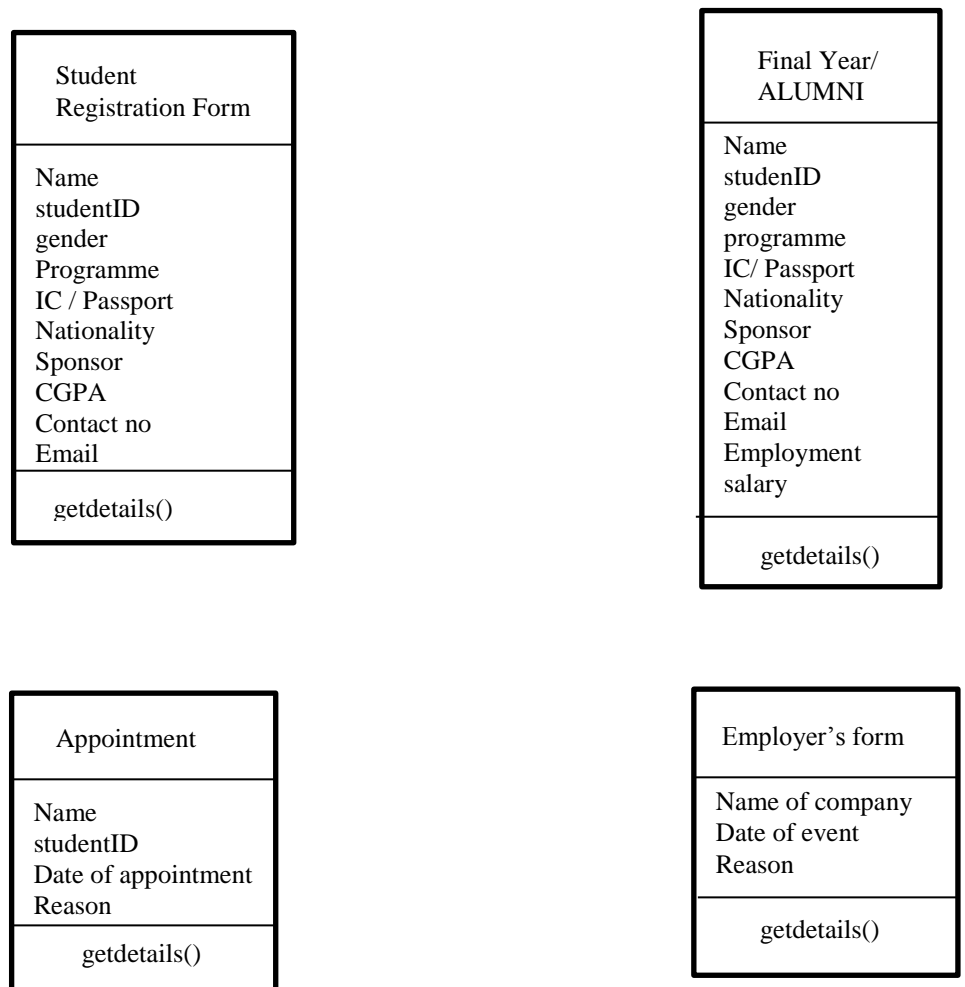 Student
Registration Form
Name
studentID
gender
Programme
IC / Passport
Nationality
Sponsor
CGPA
Contact no
Email
getdetails()
Final Year/
ALUMNI
Name
studenID
gender
programme
IC/ Passport
Nationality
Sponsor
CGPA
Contact no
Email
Employment
salary
getdetails()
Appointment
Name
studentID
Date of appointment
Reason
getdetails()
Employer’s form
Name of company
Date of event
Reason
getdetails()